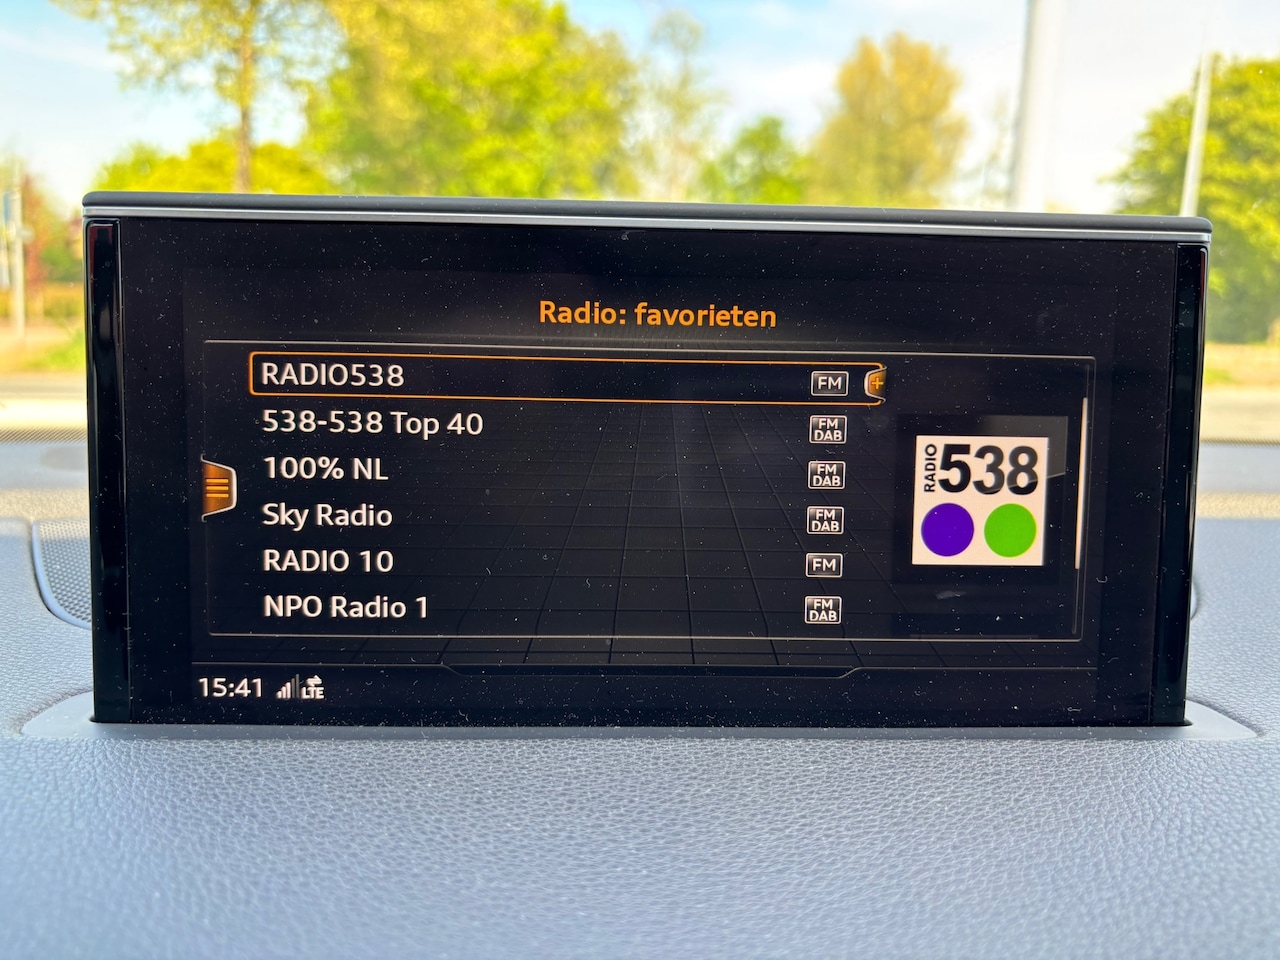 Radio: favorieten
RADIO538 FM +
538-538 Top 40 FM DAB
100% NL FM DAB
Sky Radio FM DAB
RADIO 10 FM
NPO Radio 1 FM DAB
RADIO 538
15:41 LTE